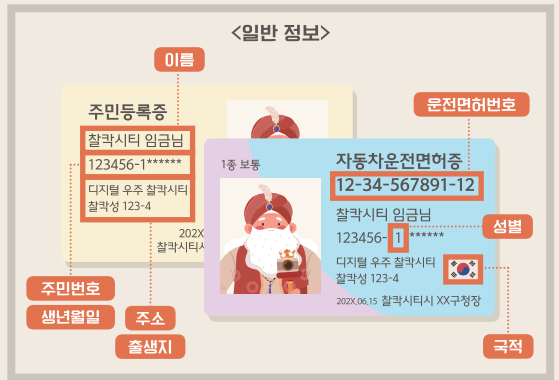 <일반 정보>
이름
주민등록증
찰칵시티 임금님
123456-1******
디지털 우주 찰칵시티
찰칵성 123-4
202X
찰칵시티시
주민번호
생년월일
주소
출생지
운전면허번호
1종 보통
자동차운전면허증
12-34-567891-12
찰칵시티 임금님
123456-1******
디지털 우주 찰칵시티
찰칵성 123-4
202X.06.15 찰칵시티시 XX구청장
성별
국적